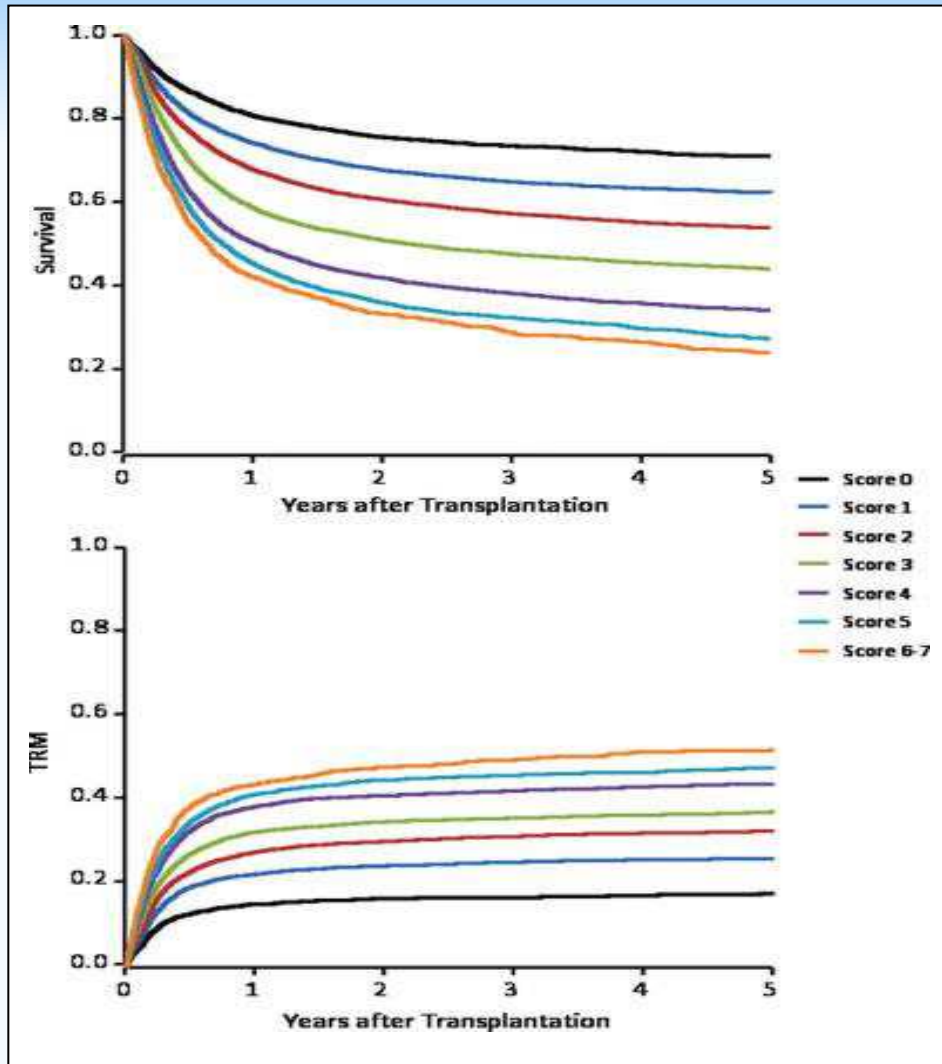 1.0
0.8
0.6
0.4
0.2
0.0
Survival
0 1 2 3 4 5
Years after Transplantation
Score 0
Score 1
Score 2
Score 3
Score 4
Score 5
Score 6-7
1.0
0.8
0.6
0.4
0.2
0.0
TRM
0 1 2 3 4 5
Years after Transplantation